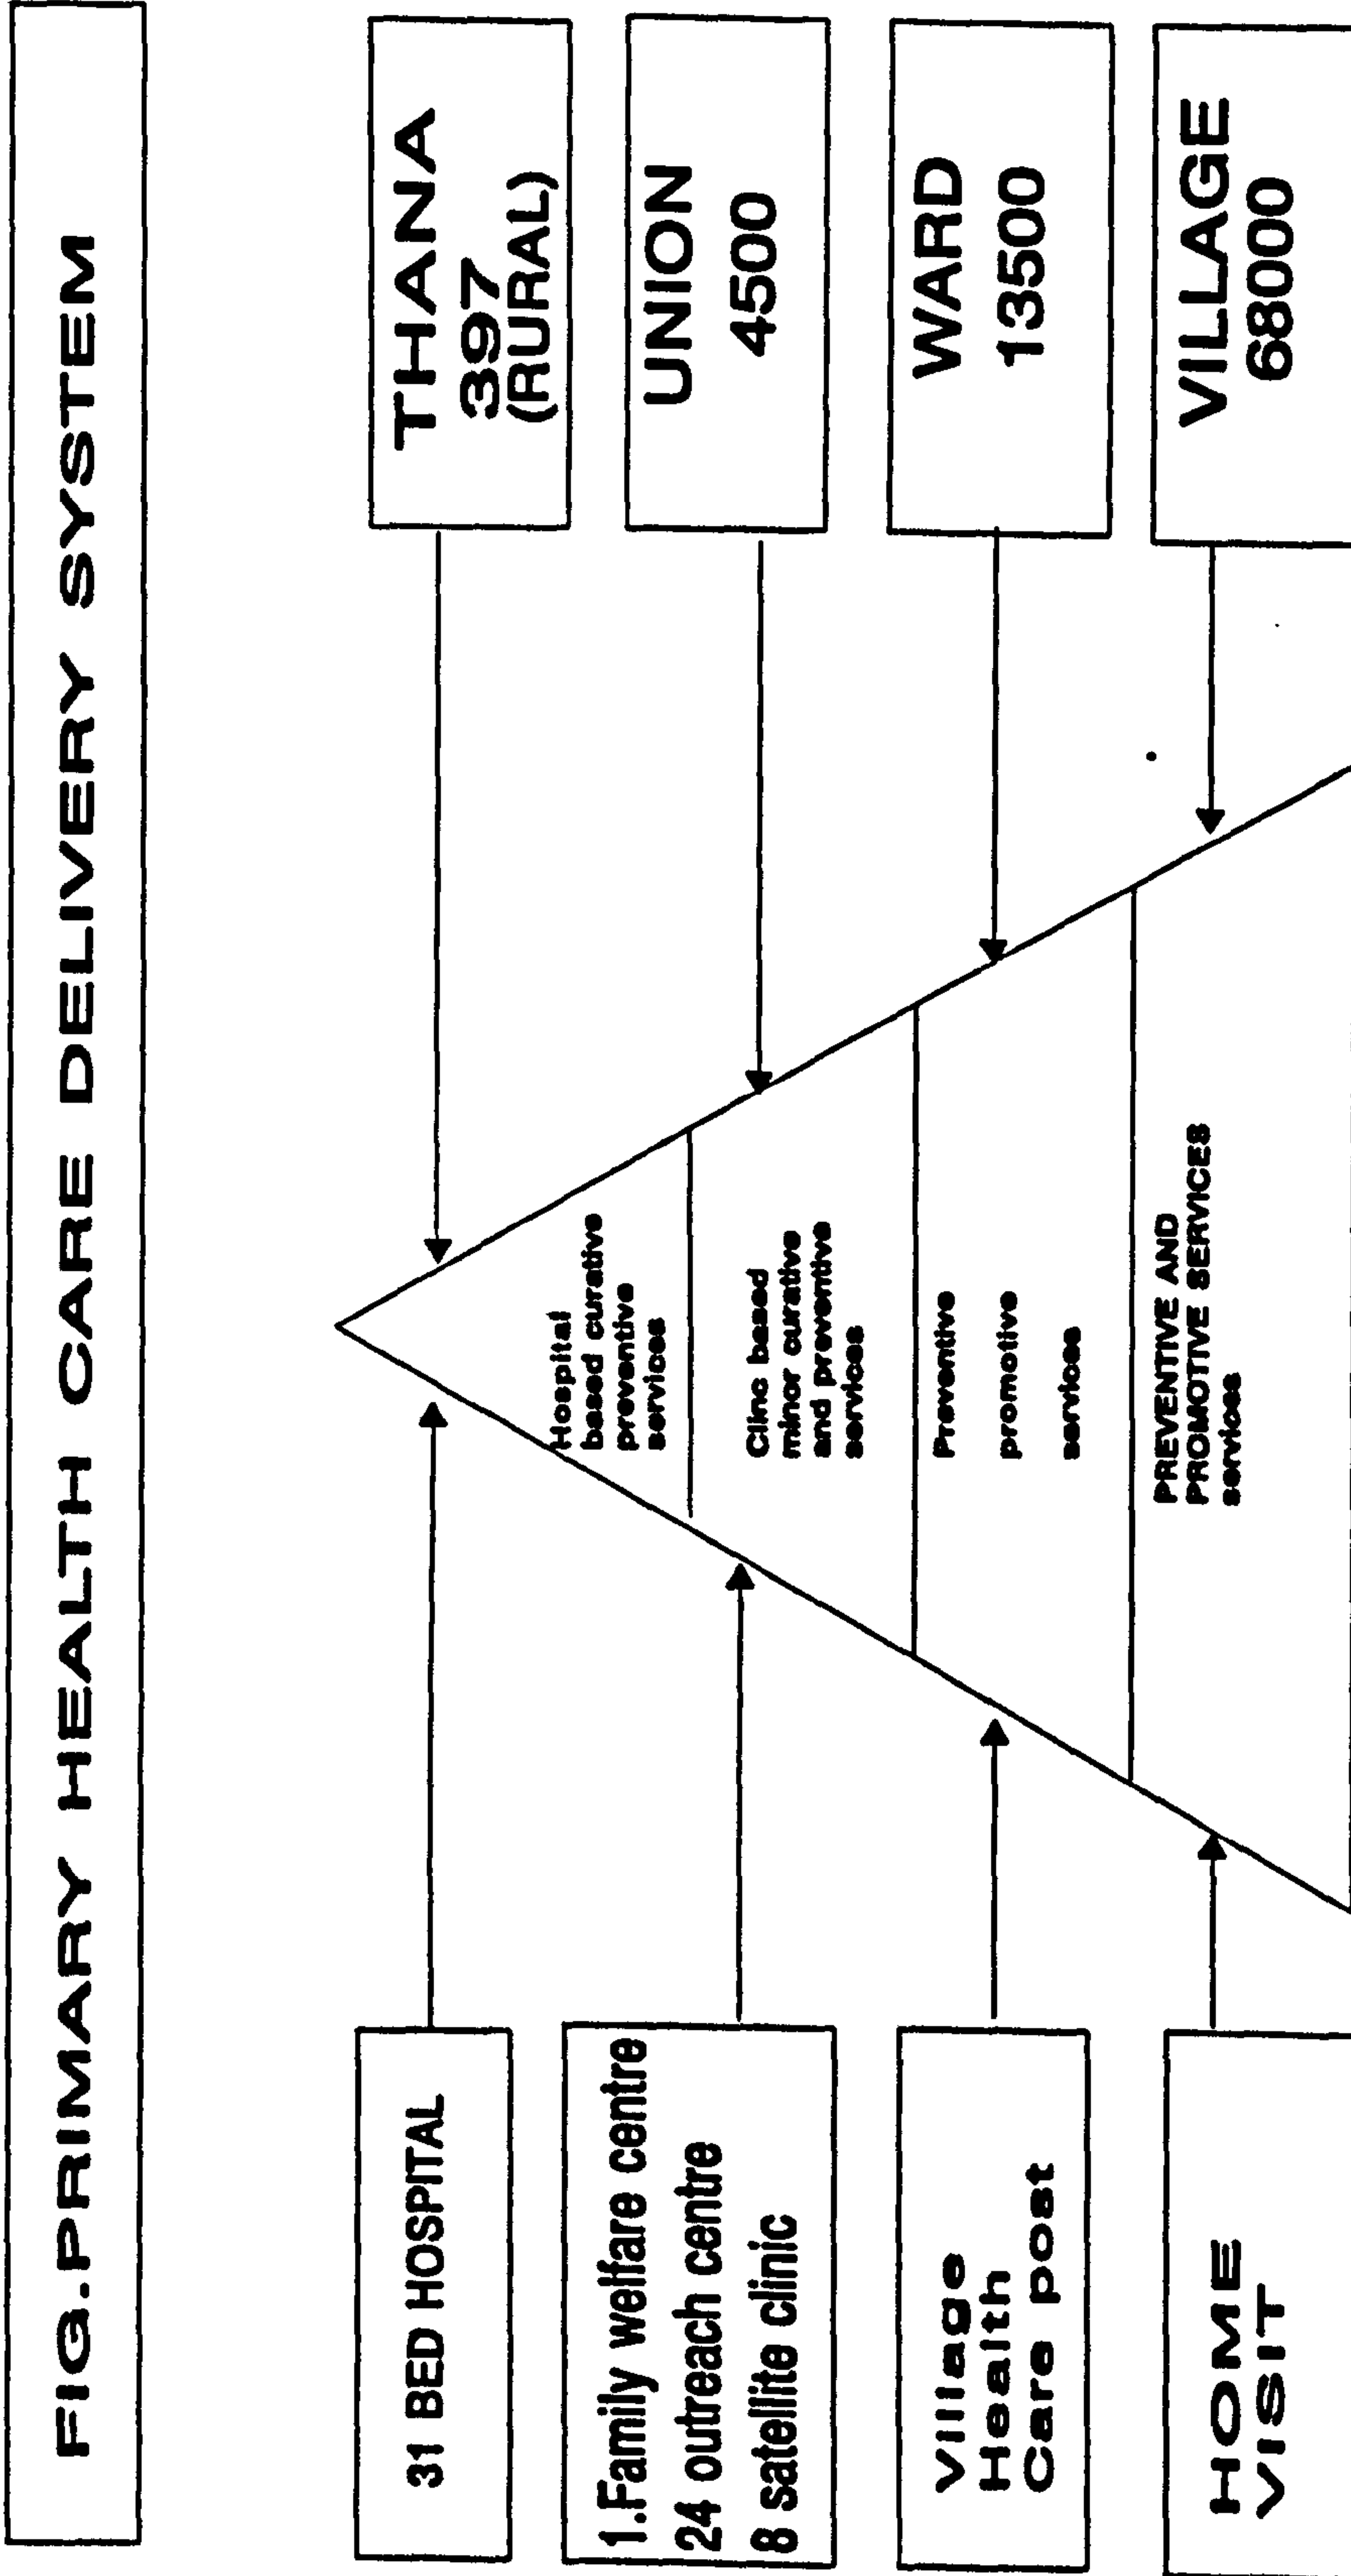 FIG.PRIMARY HEALTH CARE DELIVERY SYSTEM
31 BED HOSPITAL
Hospital
based curative
preventive
services
THANA
397
(RURAL)
1.Family welfare centre
24 outreach centre
8 satellite clinic
Clinc based
minor curative
and preventive
services
UNION
4500
Village
Health
Care post
Preventive
promotive
services
WARD
13500
HOME
VISIT
PREVENTIVE AND
PROMOTIVE SERVICES
services
VILLAGE
68000